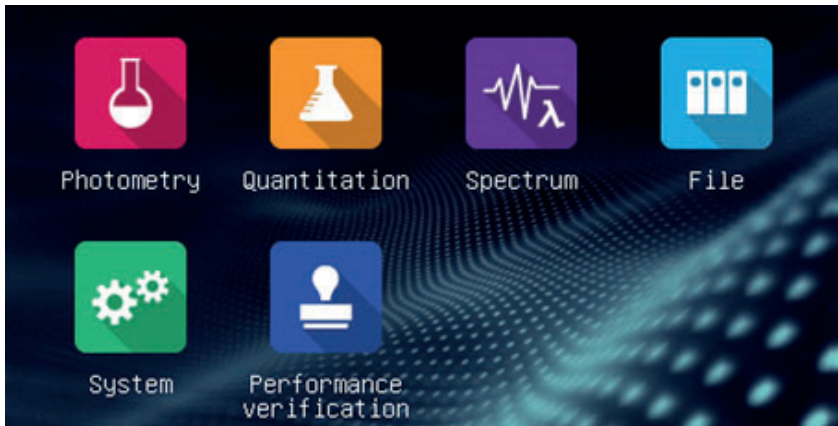 Photometry
Quantitation
Spectrum
File
System
Performance
verification